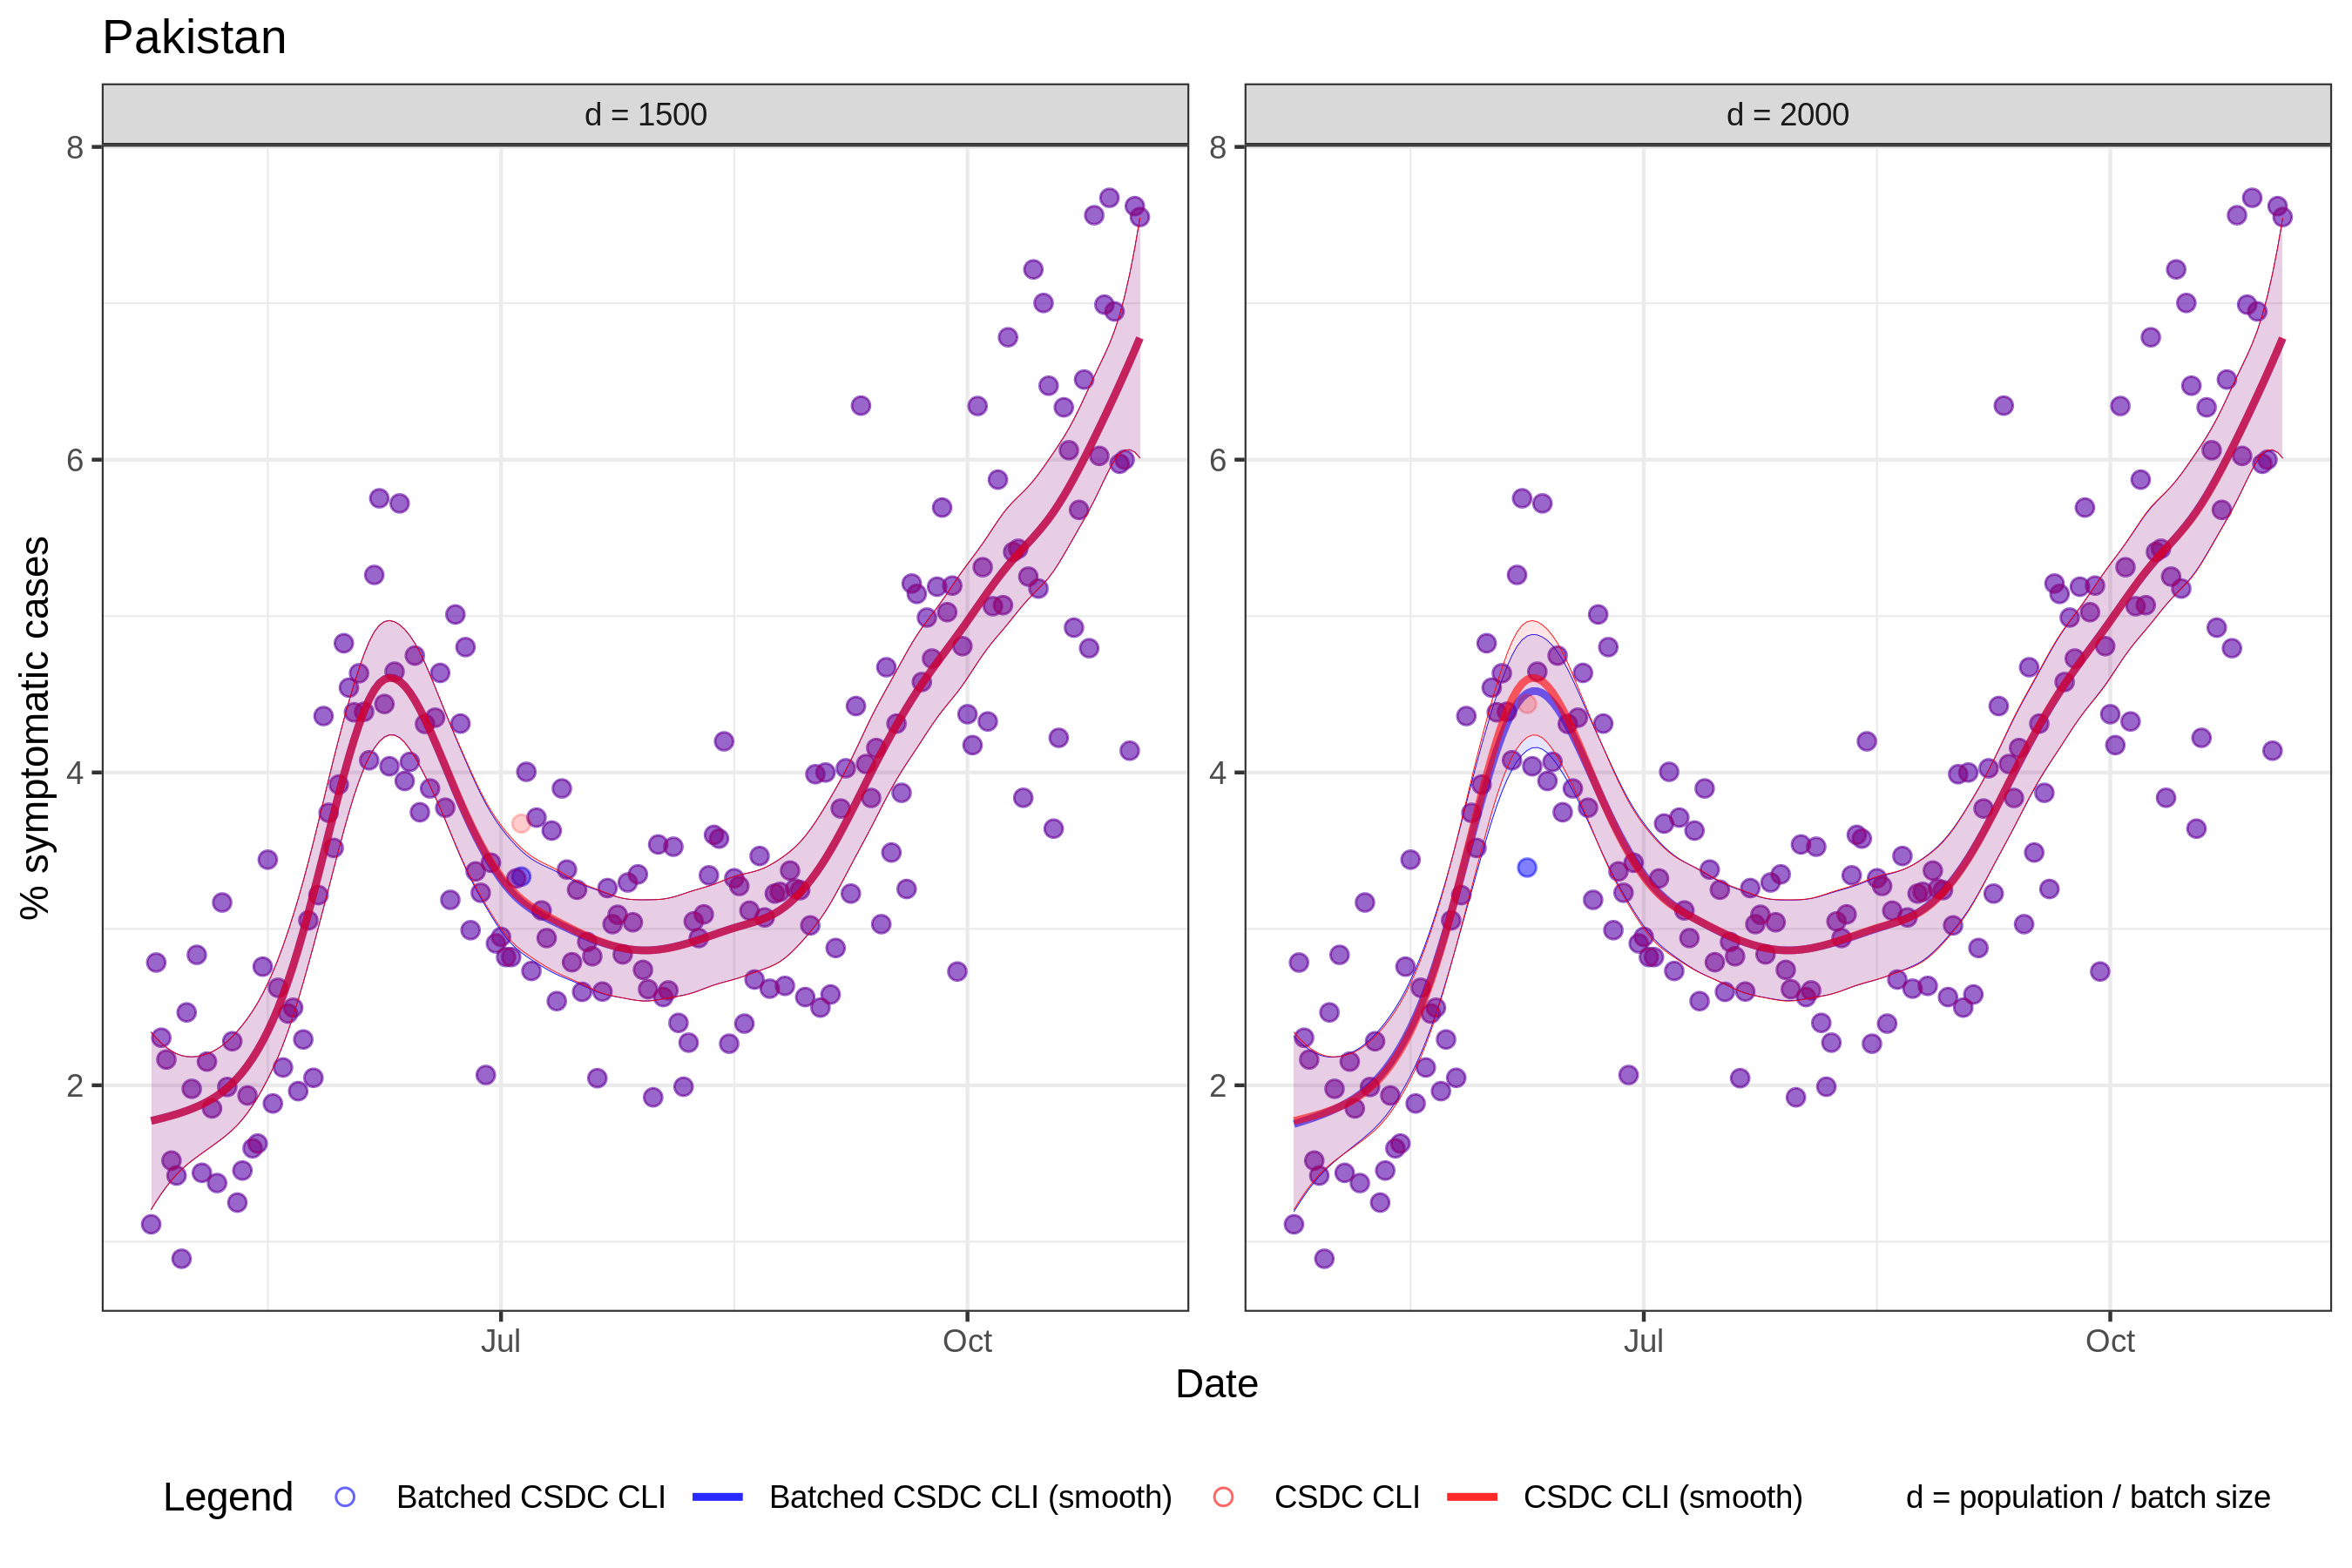 Pakistan
d = 1500
d = 2000
8
6
4
2
8
6
4
2
% symptomatic cases
Jul
Oct
Jul
Oct
Date
Legend
Batched CSDC CLI
Batched CSDC CLI (smooth)
CSDC CLI
CSDC CLI (smooth)
d = population / batch size